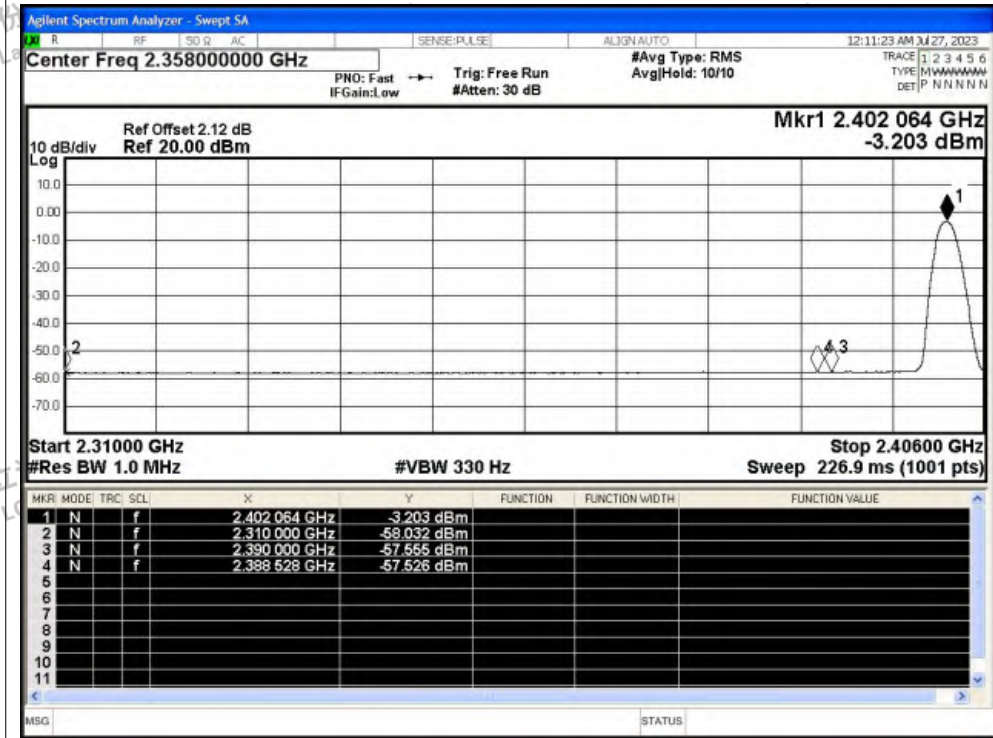 Agilent Spectrum Analyzer - Swept SA
R RF 50 Ω AC SENSE:PULSE ALIGN AUTO 12:11:23 AM Jul 27, 2023
Center Freq 2.358000000 GHz #Avg Type: RMS TRACE 1 2 3 4 5 6
PNO: Fast Trig: Free Run Avg|Hold: 10/10 TYPE M WWWWW
IFGain:Low #Atten: 30 dB DET P N N N N N
Mkr1 2.402 064 GHz
-3.203 dBm
Ref Offset 2.12 dB
10 dB/div Ref 20.00 dBm
Log
10.0
0.00
-10.0
-20.0
-30.0
-40.0
-50.0
-60.0
-70.0
1
2
4 3
Start 2.31000 GHz Stop 2.40600 GHz
#Res BW 1.0 MHz #VBW 330 Hz Sweep 226.9 ms (1001 pts)
MKR MODE TRC SCL X Y FUNCTION FUNCTION WIDTH FUNCTION VALUE
1 N f 2.402 064 GHz -3.203 dBm
2 N f 2.310 000 GHz -58.032 dBm
3 N f 2.390 000 GHz -57.555 dBm
4 N f 2.388 528 GHz -57.526 dBm
5
6
7
8
9
10
11
MSG STATUS